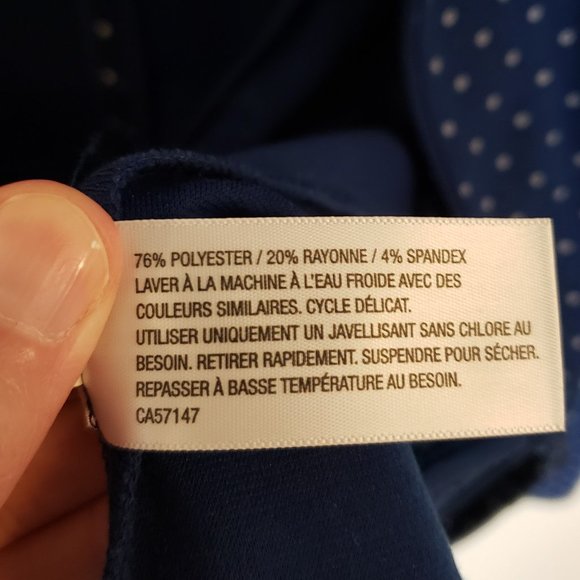 76% POLYESTER / 20% RAYONNE / 4% SPANDEX
LAVER À LA MACHINE À L'EAU FROIDE AVEC DES
COULEURS SIMILAIRES. CYCLE DÉLICAT.
UTILISER UNIQUEMENT UN JAVELLISANT SANS CHLORE AU
BESOIN. RETIRER RAPIDEMENT. SUSPENDRE POUR SÉCHER.
REPASSER À BASSE TEMPÉRATURE AU BESOIN.
CA57147